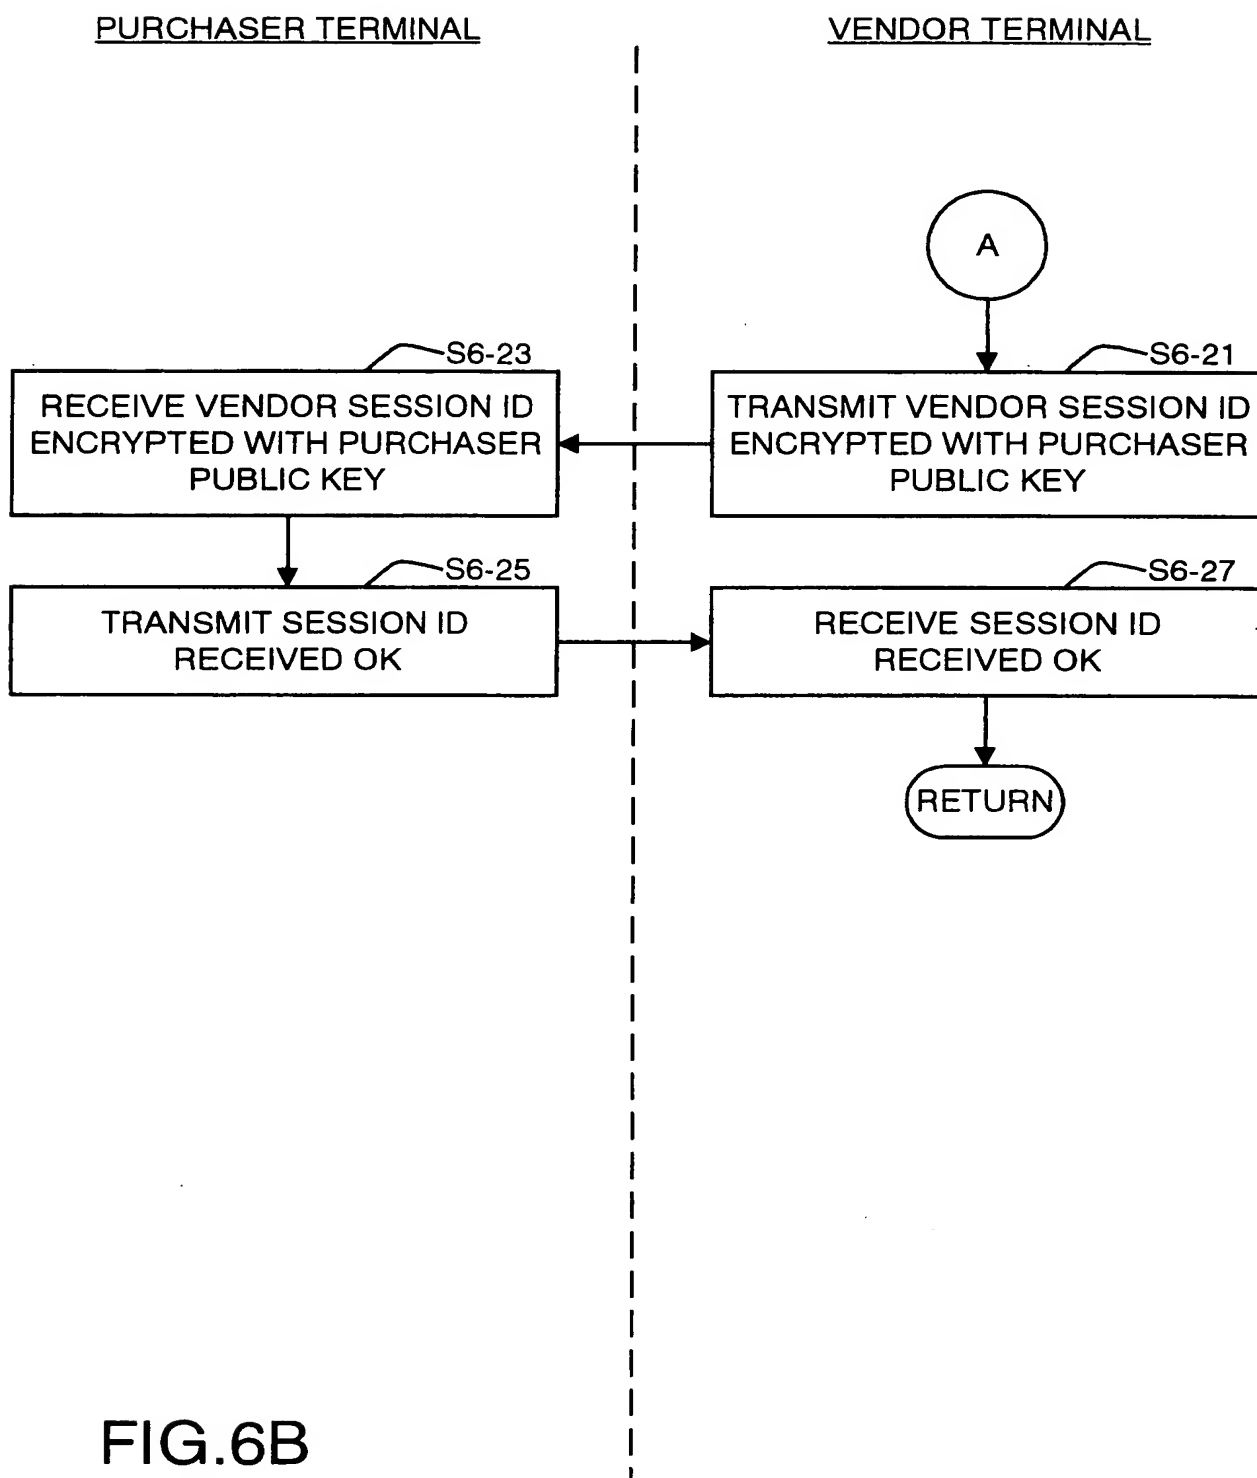 PURCHASER TERMINAL
VENDOR TERMINAL
A
S6-23
S6-21
RECEIVE VENDOR SESSION ID
ENCRYPTED WITH PURCHASER
PUBLIC KEY
TRANSMIT VENDOR SESSION ID
ENCRYPTED WITH PURCHASER
PUBLIC KEY
S6-25
S6-27
TRANSMIT SESSION ID
RECEIVED OK
RECEIVE SESSION ID
RECEIVED OK
RETURN
FIG.6B